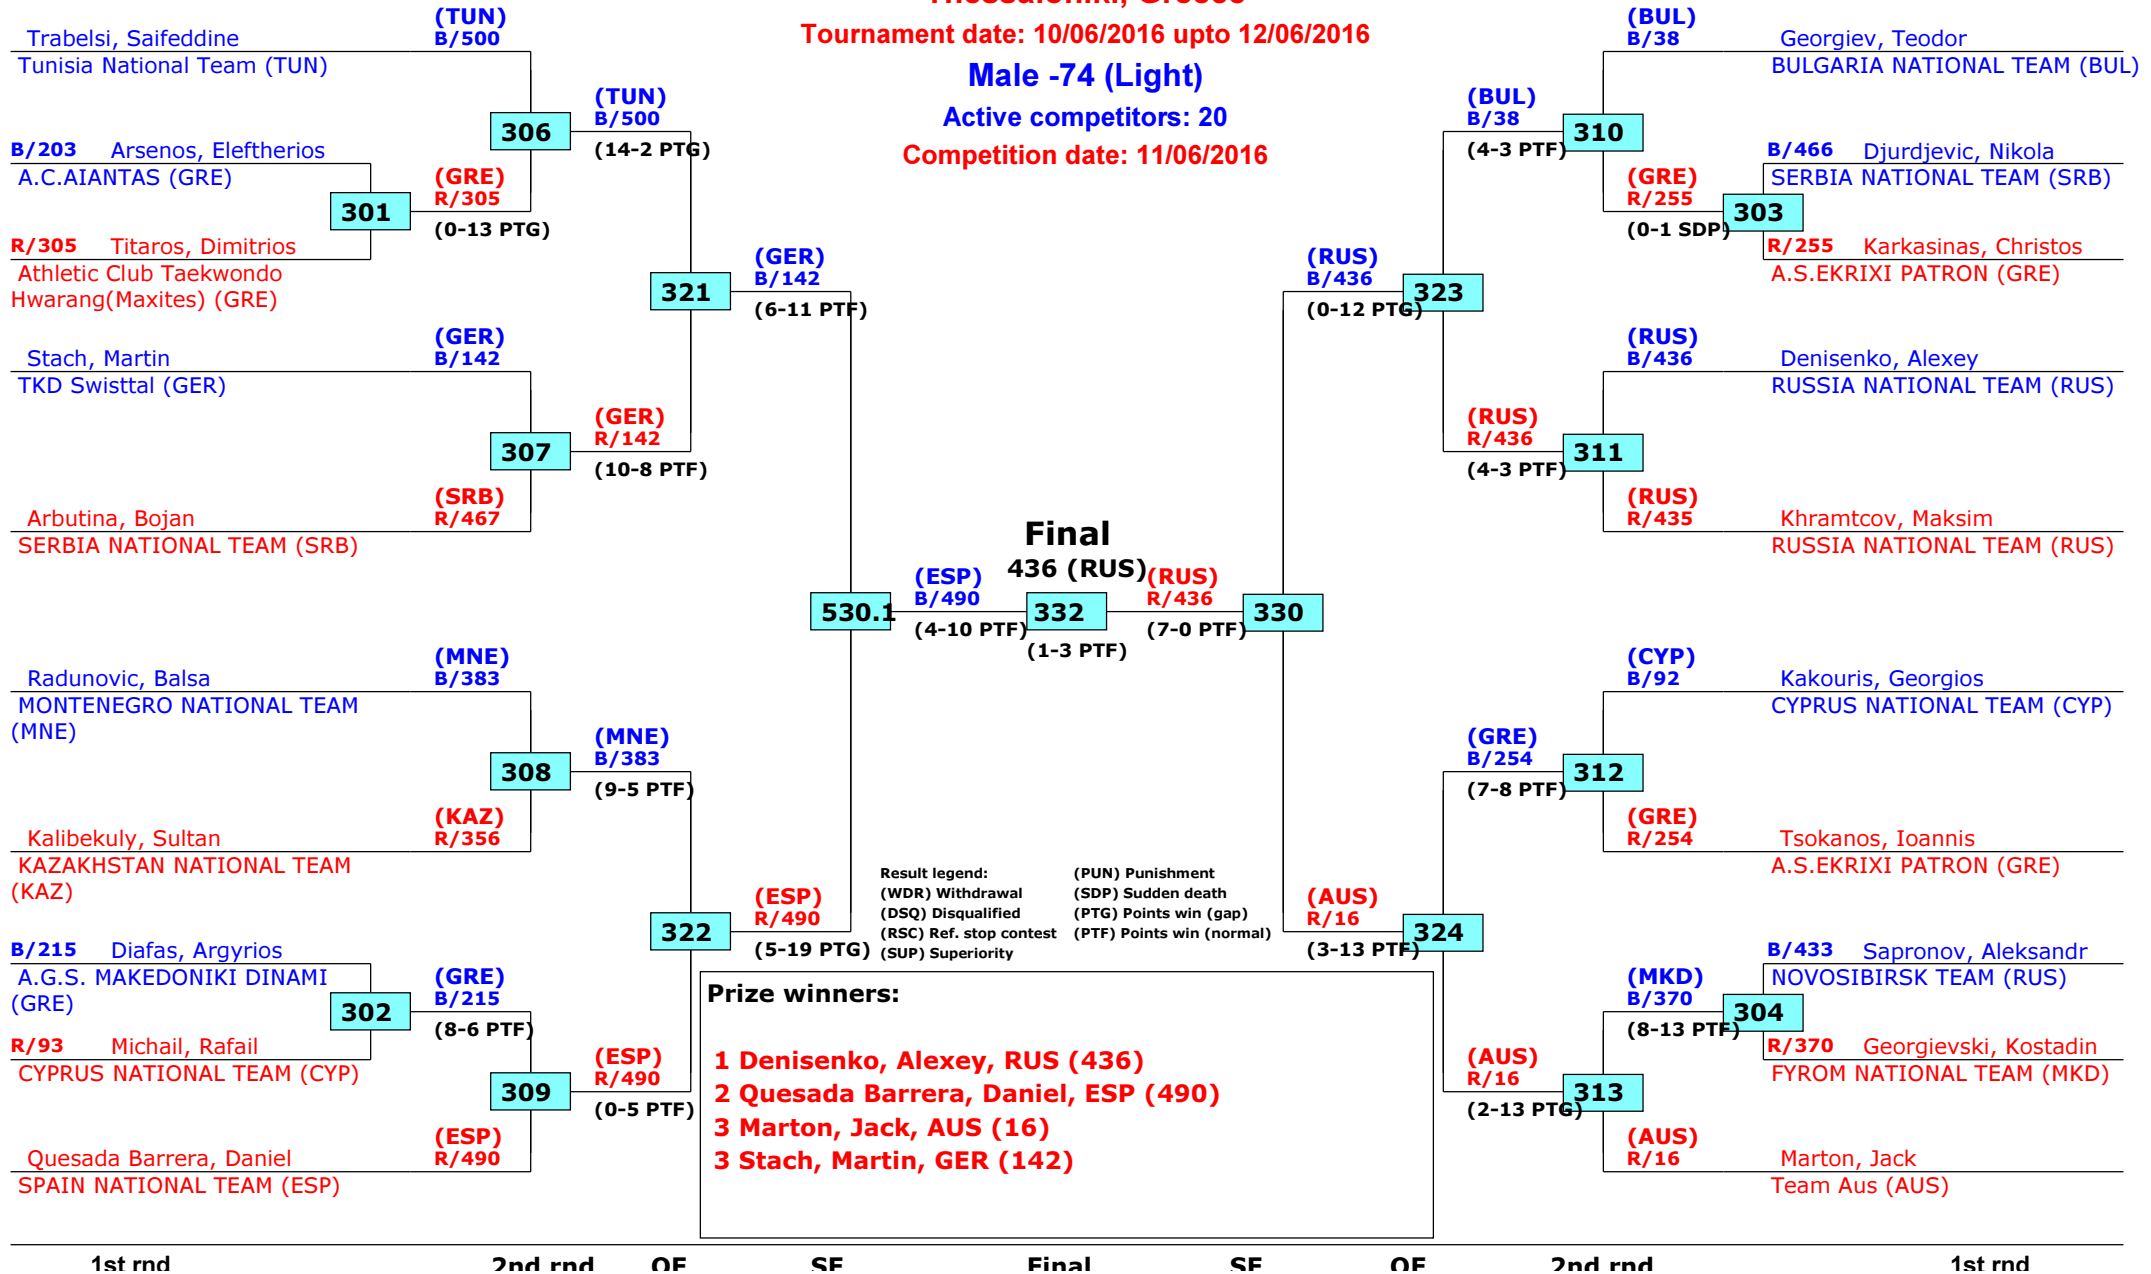 Thessaloniki, Greece
Tournament date: 10/06/2016 upto 12/06/2016
Male -74 (Light)
Active competitors: 20
Competition date: 11/06/2016
(TUN)
Trabelsi, Saifeddine B/500
Tunisia National Team (TUN)
(TUN)
B/500
306
(14-2 PTG)
B/203 Arsenos, Eleftherios
A.C.AIANTAS (GRE)
(GRE)
R/305
301
(0-13 PTG)
R/305 Titaros, Dimitrios
Athletic Club Taekwondo
Hwarang(Maxites) (GRE)
(GER)
B/142
321
(6-11 PTF)
(GER)
Stach, Martin B/142
TKD Swisttal (GER)
(GER)
R/142
307
(10-8 PTF)
(SRB)
Arbutina, Bojan R/467
SERBIA NATIONAL TEAM (SRB)
530.1
(ESP)
B/490
(4-10 PTF)
Final
436 (RUS)
332
(1-3 PTF)
(RUS)
R/436
(7-0 PTF)
330
(MNE)
Radunovic, Balsa B/383
MONTENEGRO NATIONAL TEAM
(MNE)
(MNE)
B/383
308
(9-5 PTF)
(KAZ)
Kalibekuly, Sultan R/356
KAZAKHSTAN NATIONAL TEAM
(KAZ)
(ESP)
R/490
322
(5-19 PTG)
B/215 Diafas, Argyrios
A.G.S. MAKEDONIKI DINAMI
(GRE)
(GRE)
B/215
302
(8-6 PTF)
R/93 Michail, Rafail
CYPRUS NATIONAL TEAM (CYP)
(ESP)
R/490
309
(0-5 PTF)
(ESP)
Quesada Barrera, Daniel R/490
SPAIN NATIONAL TEAM (ESP)
(BUL)
B/38 Georgiev, Teodor
BULGARIA NATIONAL TEAM (BUL)
(BUL)
B/38
310
(4-3 PTF)
B/466 Djurdjevic, Nikola
SERBIA NATIONAL TEAM (SRB)
(GRE)
R/255
303
(0-1 SDP)
R/255 Karkasinas, Christos
A.S.EKRIXI PATRON (GRE)
(RUS)
B/436
323
(0-12 PTG)
(RUS)
B/436 Denisenko, Alexey
RUSSIA NATIONAL TEAM (RUS)
(RUS)
R/436
311
(4-3 PTF)
(RUS)
R/435 Khramtcov, Maksim
RUSSIA NATIONAL TEAM (RUS)
(CYP)
B/92 Kakouris, Georgios
CYPRUS NATIONAL TEAM (CYP)
(GRE)
B/254
312
(7-8 PTF)
(GRE)
R/254 Tsokanos, Ioannis
A.S.EKRIXI PATRON (GRE)
(AUS)
R/16
324
(3-13 PTF)
B/433 Sapronov, Aleksandr
NOVOSIBIRSK TEAM (RUS)
(MKD)
B/370
304
(8-13 PTF)
R/370 Georgievski, Kostadin
FYROM NATIONAL TEAM (MKD)
(AUS)
R/16
313
(2-13 PTG)
(AUS)
R/16 Marton, Jack
Team Aus (AUS)
Result legend: (PUN) Punishment
(WDR) Withdrawal (SDP) Sudden death
(DSQ) Disqualified (PTG) Points win (gap)
(RSC) Ref. stop contest (PTF) Points win (normal)
(SUP) Superiority
Prize winners:
1 Denisenko, Alexey, RUS (436)
2 Quesada Barrera, Daniel, ESP (490)
3 Marton, Jack, AUS (16)
3 Stach, Martin, GER (142)
1st rnd 2nd rnd QF SF Final SF QF 2nd rnd 1st rnd